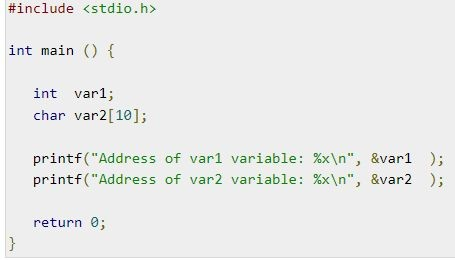 #include <stdio.h>
int main () {
int  var1;
char var2[10];
printf("Address of var1 variable: %x\n", &var1  );
printf("Address of var2 variable: %x\n", &var2  );
return 0;
}